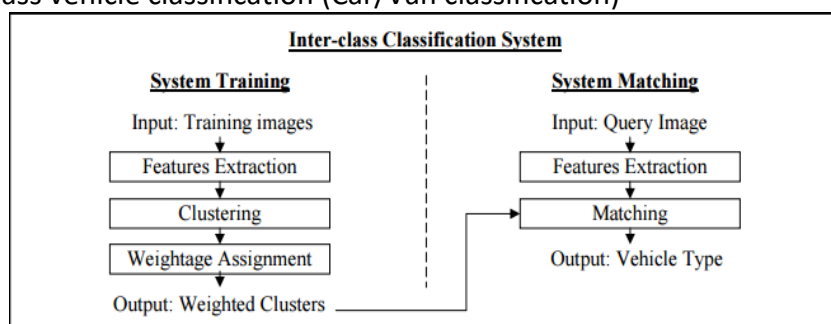 ass vehicle classification (Car/Van classification)
Inter-class Classification System
System Training
Input: Training images
Features Extraction
Clustering
Weightage Assignment
Output: Weighted Clusters
System Matching
Input: Query Image
Features Extraction
Matching
Output: Vehicle Type